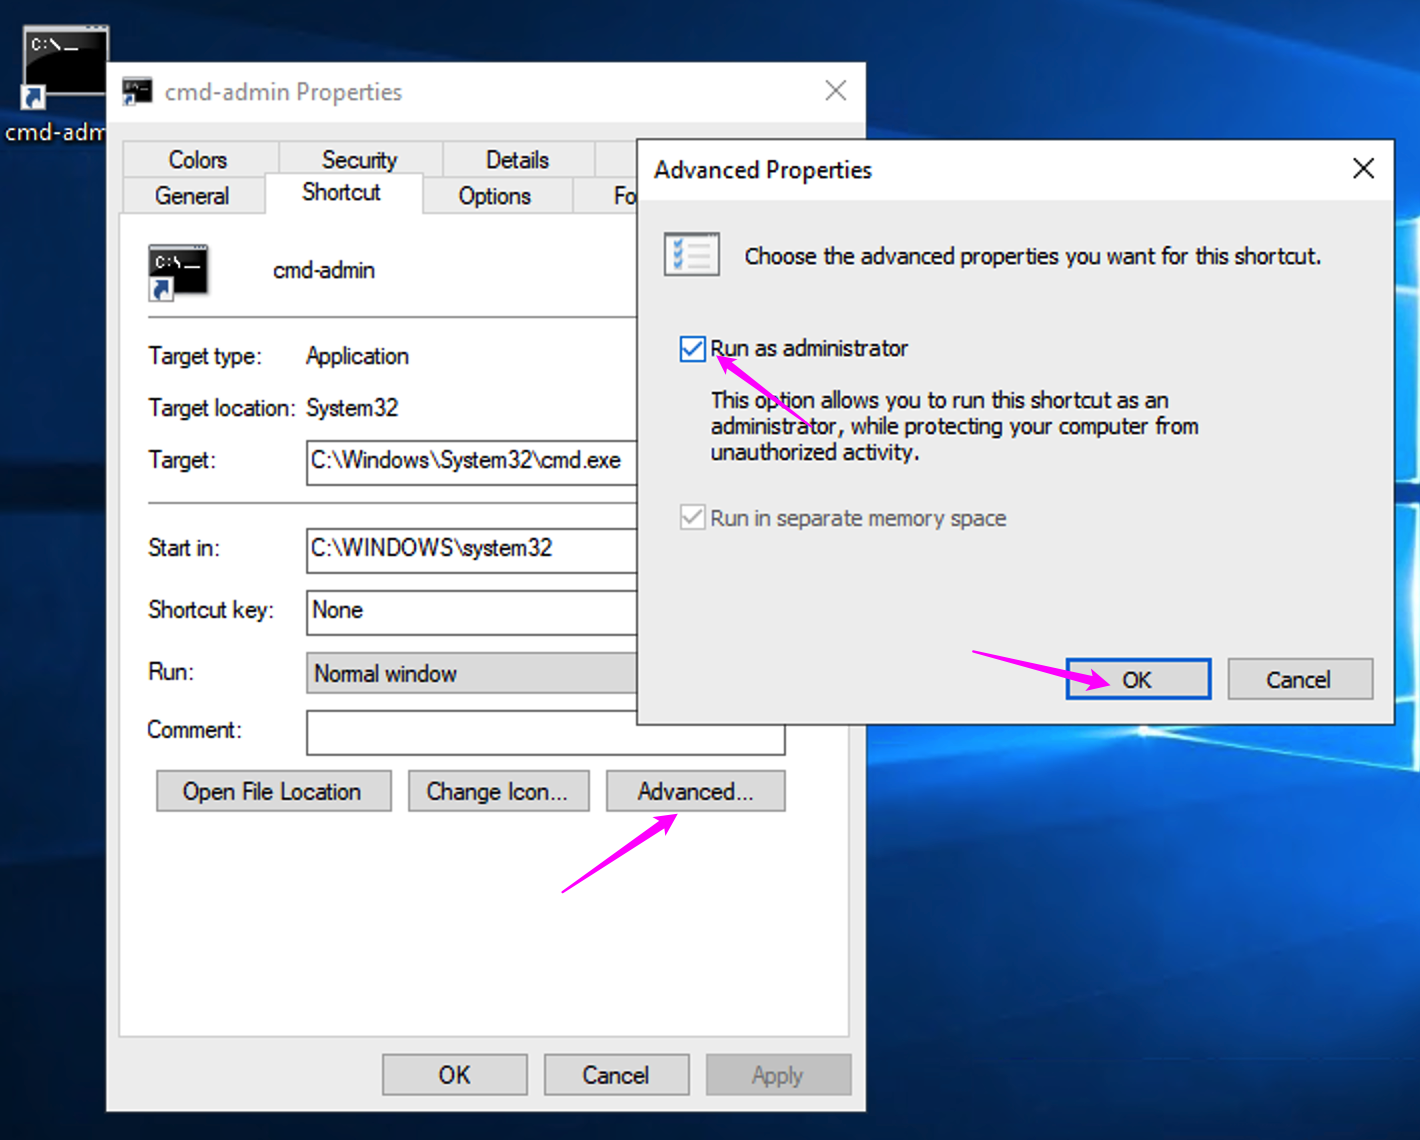 C:\_
cmd-adm
cmd-admin Properties
Colors
Security
Details
General
Shortcut
Options
Fo
C:\_
cmd-admin
Target type:
Application
Target location:
System32
Target:
C:\Windows\System32\cmd.exe
Start in:
C:\WINDOWS\system32
Shortcut key:
None
Run:
Normal window
Comment:
Open File Location
Change Icon...
Advanced...
OK
Cancel
Apply
Advanced Properties
Choose the advanced properties you want for this shortcut.
Run as administrator
This option allows you to run this shortcut as an
administrator, while protecting your computer from
unauthorized activity.
Run in separate memory space
OK
Cancel